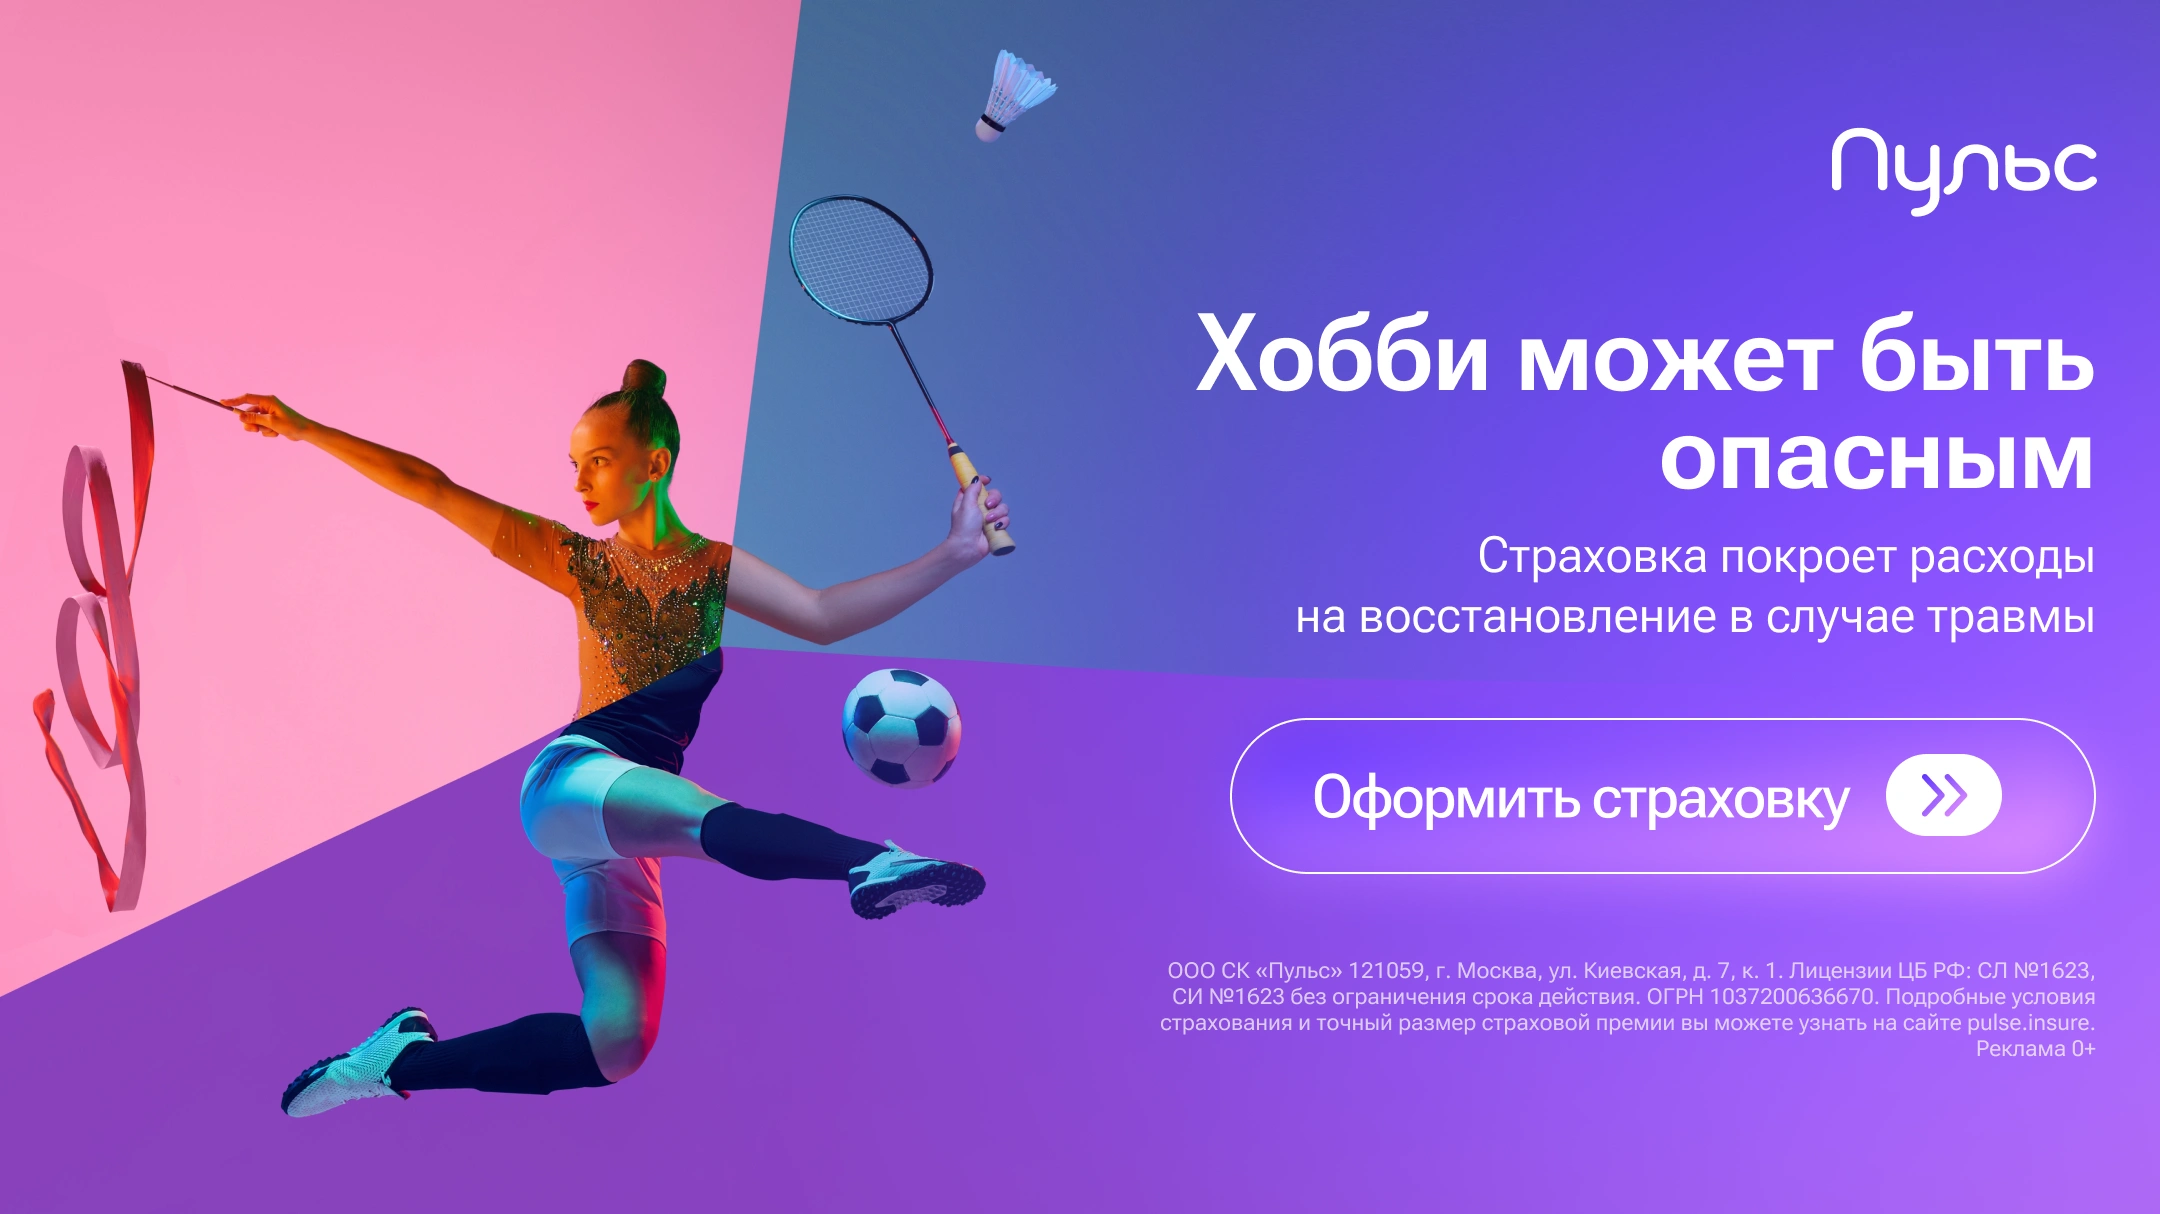 Пульс
Хобби может быть
опасным
Страховка покроет расходы
на восстановление в случае травмы
Оформить страховку
ООО СК «Пульс» 121059, г. Москва, ул. Киевская, д. 7, к. 1. Лицензии ЦБ РФ: СЛ №1623,
СИ №1623 без ограничения срока действия. ОГРН 1037200636670. Подробные условия
страхования и точный размер страховой премии вы можете узнать на сайте pulse.insure.
Реклама 0+